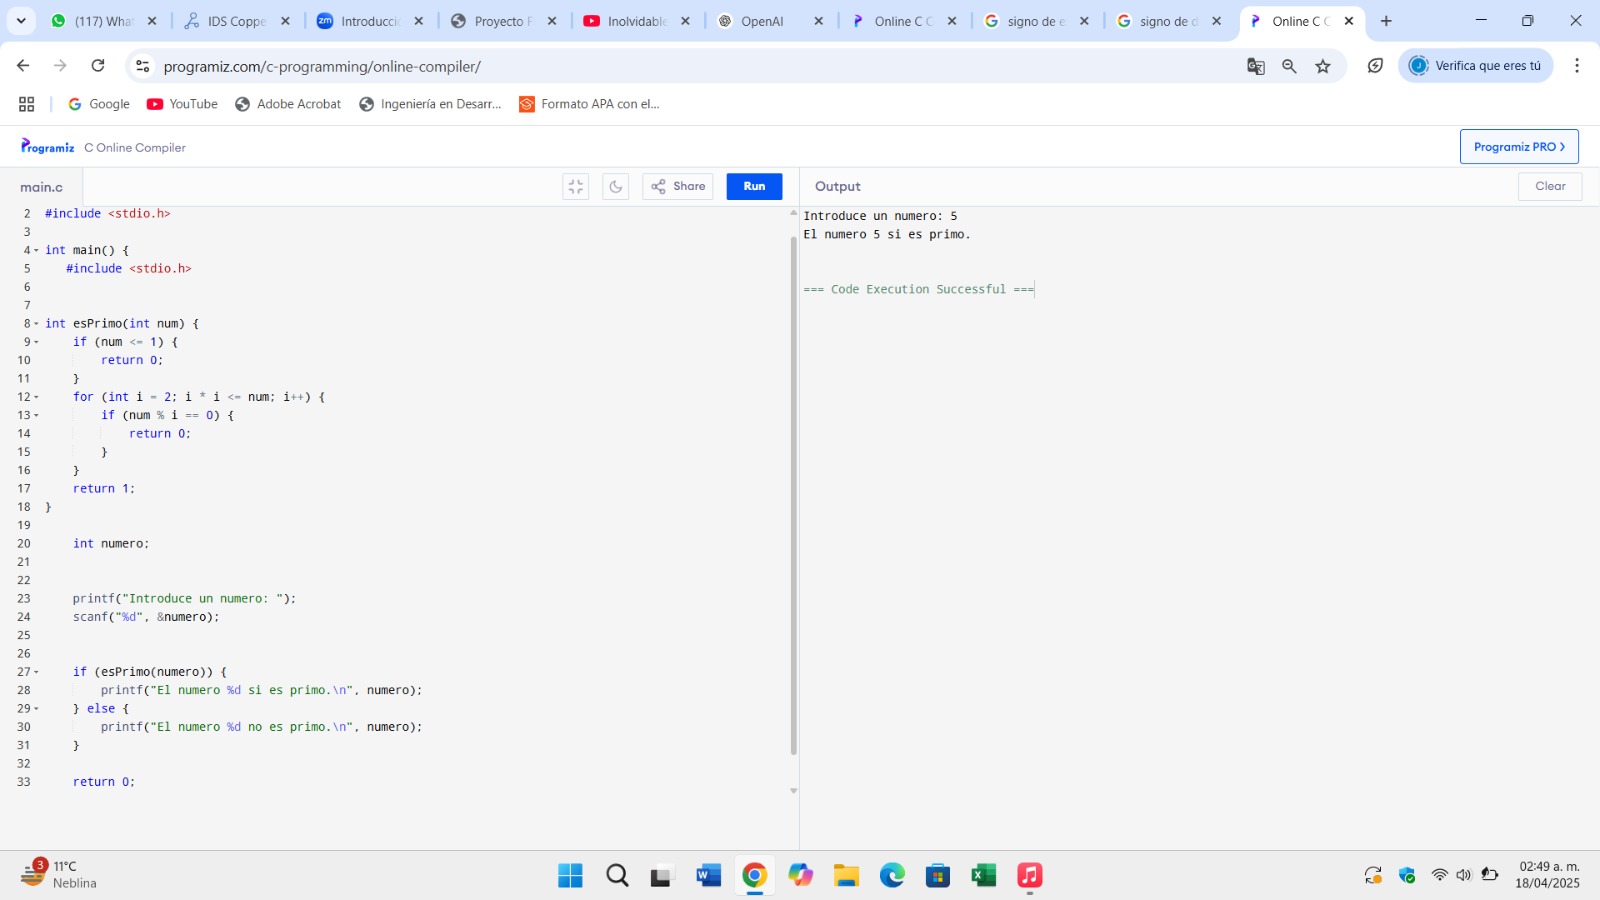 (117) What
IDS Coppe
zm Introducció
Proyecto F
Inolvidable
OpenAI
Online C C
signo de e
signo de d
Online C C
programiz.com/c-programming/online-compiler/
Verifica que eres tú
Google
YouTube
Adobe Acrobat
Ingeniería en Desarr...
Formato APA con el...
Programiz C Online Compiler
Programiz PRO >
main.c
Share
Run
Output
Clear
2 #include <stdio.h>
3
4 int main() {
5 #include <stdio.h>
6
7
8 int esPrimo(int num) {
9 if (num <= 1) {
10 return 0;
11 }
12 for (int i = 2; i * i <= num; i++) {
13 if (num % i == 0) {
14 return 0;
15 }
16 }
17 return 1;
18 }
19
20 int numero;
21
22
23 printf("Introduce un numero: ");
24 scanf("%d", &numero);
25
26
27 if (esPrimo(numero)) {
28 printf("El numero %d si es primo.\n", numero);
29 } else {
30 printf("El numero %d no es primo.\n", numero);
31 }
32
33 return 0;
Introduce un numero: 5
El numero 5 si es primo.
=== Code Execution Successful ===
3
11°C
Neblina
02:49 a. m.
18/04/2025